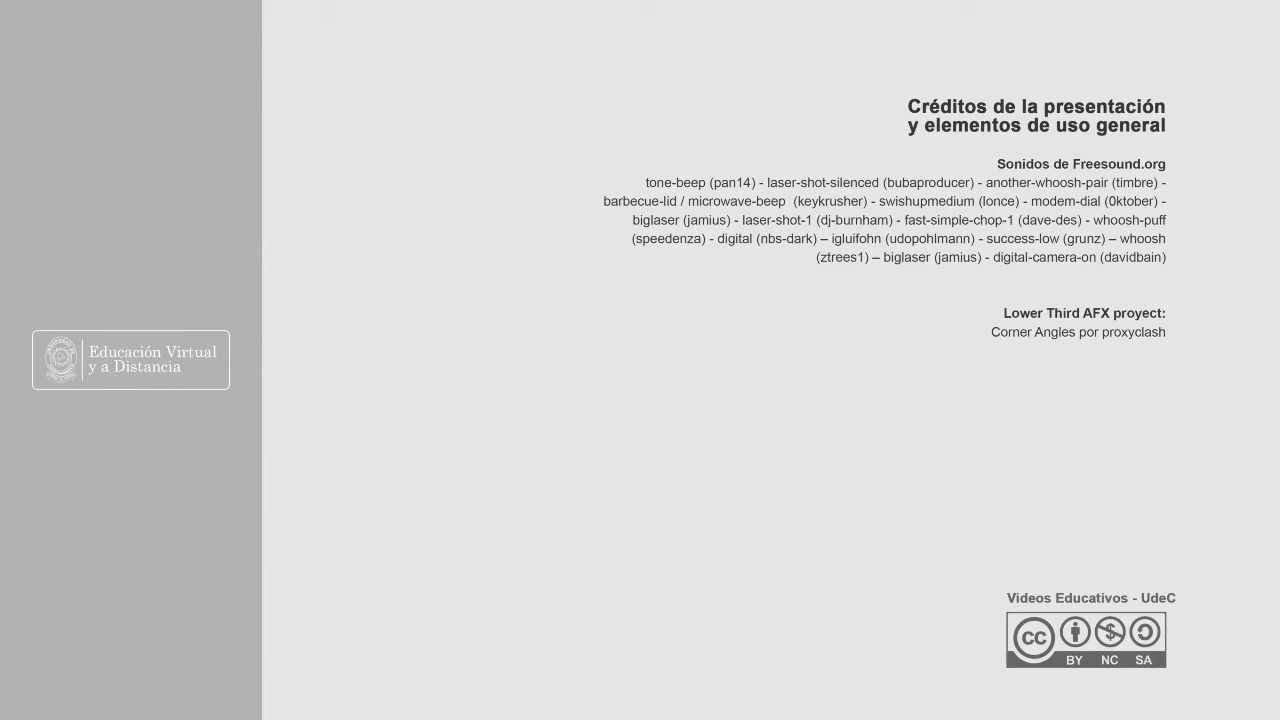 Créditos de la presentación
y elementos de uso general
Sonidos de Freesound.org
tone-beep (pan14) - laser-shot-silenced (bubaproducer) - another-whoosh-pair (timbre) -
barbecue-lid / microwave-beep  (keykrusher) - swishupmedium (lonce) - modem-dial (0ktober) -
biglaser (jamius) - laser-shot-1 (dj-burnham) - fast-simple-chop-1 (dave-des) - whoosh-puff
(speedenza) - digital (nbs-dark) – igluifohn (udopohlmann) - success-low (grunz) – whoosh
(ztrees1) – biglaser (jamius) - digital-camera-on (davidbain)
Lower Third AFX proyect:
Corner Angles por proxyclash
Educación Virtual
y a Distancia
Videos Educativos - UdeC
cc
BY NC SA